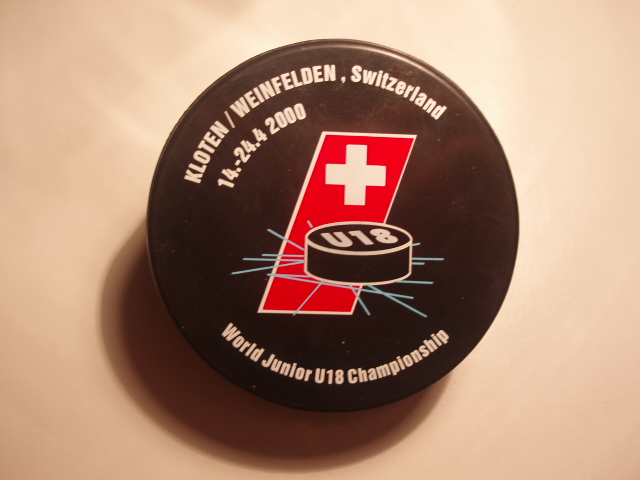 KLOTEN / WEINFELDEN , Switzerland
14.-24.4 2000
U18
World Junior U18 Championship